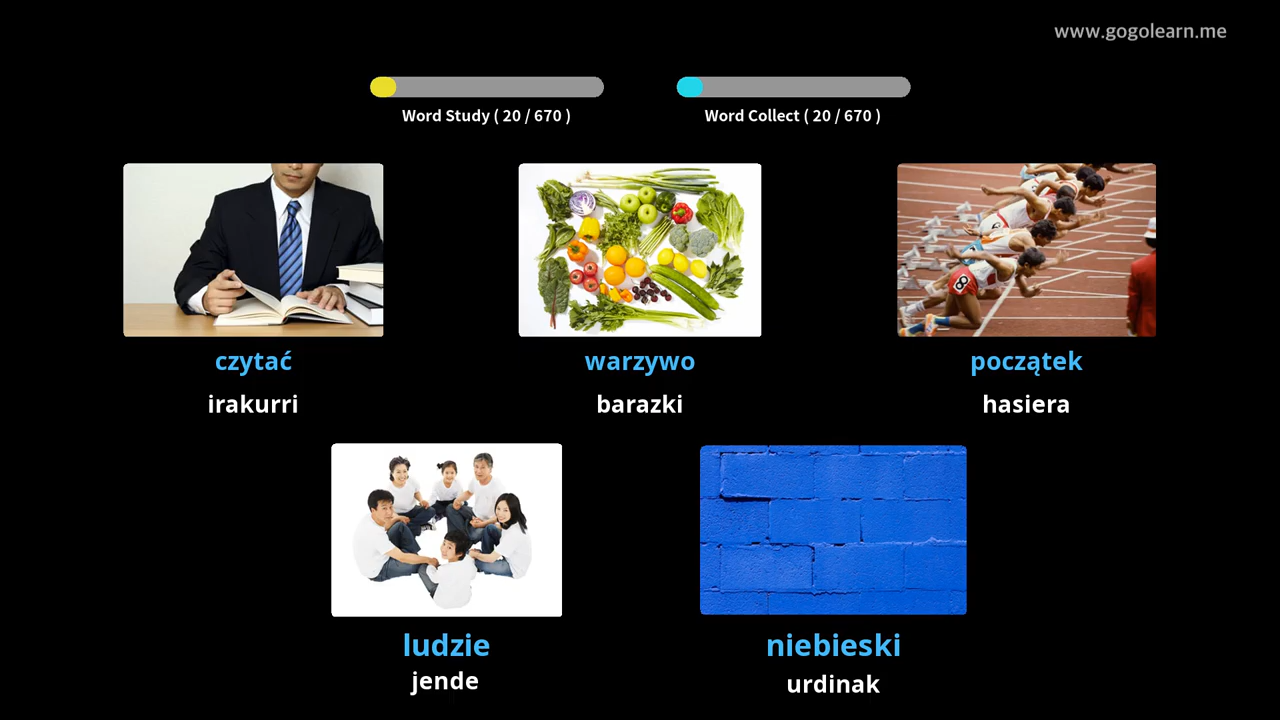 www.gogolearn.me
Word Study ( 20 / 670 )
Word Collect ( 20 / 670 )
czytać
irakurri
warzywo
barazki
początek
hasiera
ludzie
jende
niebieski
urdinak